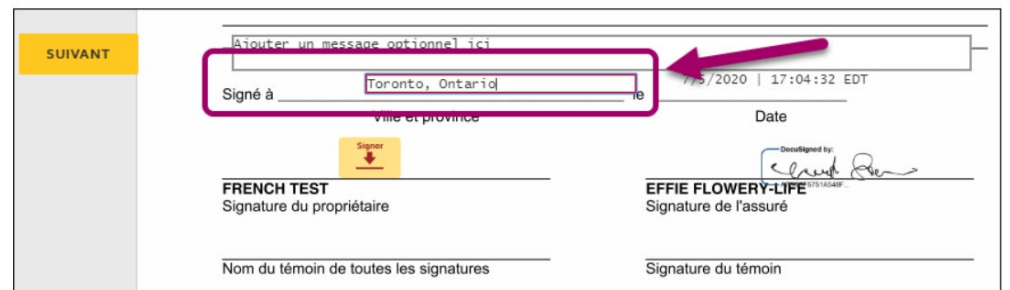 SUIVANT
Ajouter un message optionnel ici
Toronto, Ontario
7/5/2020 | 17:04:32 EDT
Signé à
le
Ville et province
Date
Signer
DocuSigned by:
FRENCH TEST
EFFIE FLOWERY-LIFE
Signature du propriétaire
Signature de l'assuré
Nom du témoin de toutes les signatures
Signature du témoin